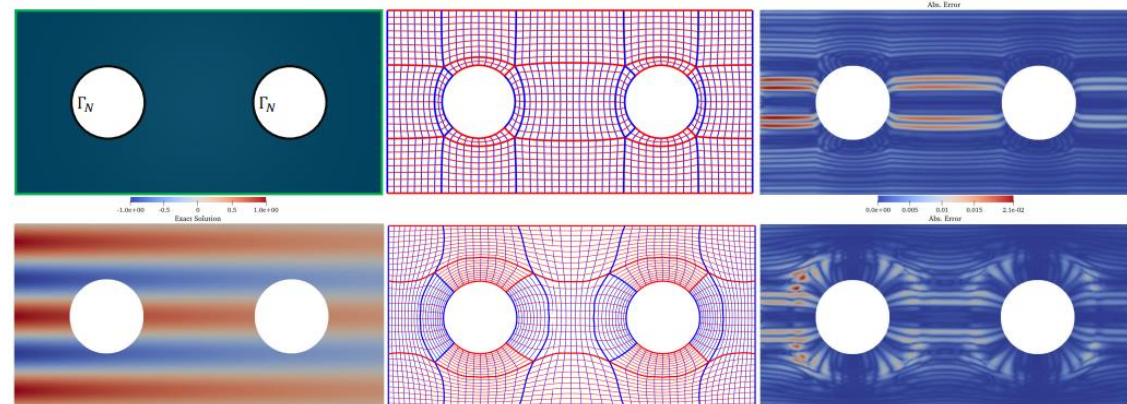 Abs. Error
Γ_N Γ_N
-1.0e+00 -0.5 0 0.5 1.0e+00
Exact Solution
0.0e+00 0.005 0.01 0.015 2.1e-02
Abs. Error